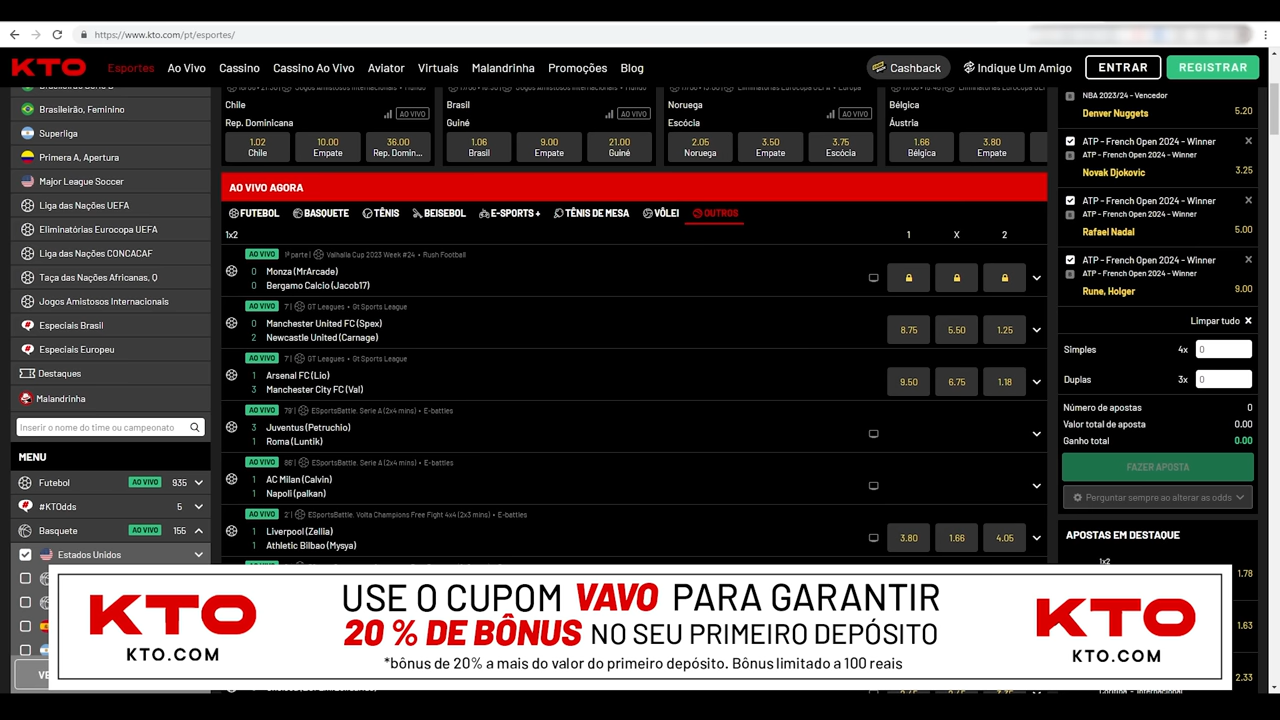 https://www.kto.com/pt/esportes/
KTO
Esportes
Ao Vivo
Cassino
Cassino Ao Vivo
Aviator
Virtuais
Malandrinha
Promoções
Blog
Cashback
Indique Um Amigo
ENTRAR
REGISTRAR
Brasileirão, Feminino
Superliga
Primera A, Apertura
Major League Soccer
Liga das Nações UEFA
Eliminatórias Eurocopa UEFA
Liga das Nações CONCACAF
Taça das Nações Africanas, Q
Jogos Amistosos Internacionais
Especiais Brasil
Especiais Europeu
Destaques
Malandrinha
Inserir o nome do time ou campeonato
MENU
Futebol AO VIVO 935
#KTOdds 5
Basquete AO VIVO 155
Estados Unidos
Chile
Rep. Dominicana
AO VIVO
1.02 Chile
10.00 Empate
36.00 Rep. Domin...
Brasil
Guiné
AO VIVO
1.06 Brasil
9.00 Empate
21.00 Guiné
Noruega
Escócia
AO VIVO
2.05 Noruega
3.50 Empate
3.75 Escócia
Bélgica
Áustria
1.66 Bélgica
3.80 Empate
AO VIVO AGORA
FUTEBOL
BASQUETE
TÊNIS
BEISEBOL
E-SPORTS +
TÊNIS DE MESA
VÔLEI
OUTROS
1x2 1 X 2
AO VIVO 1ª parte | Valhalla Cup 2023 Week #24 • Rush Football
0 Monza (MrArcade)
0 Bergamo Calcio (Jacob17)
AO VIVO 7' | GT Leagues • Gt Sports League
0 Manchester United FC (Spex)
2 Newcastle United (Carnage)
8.75 5.50 1.25
AO VIVO 7' | GT Leagues • Gt Sports League
1 Arsenal FC (Lio)
3 Manchester City FC (Val)
9.50 6.75 1.18
AO VIVO 79' | ESportsBattle. Serie A (2x4 mins) • E-battles
3 Juventus (Petruchio)
1 Roma (Luntik)
AO VIVO 86' | ESportsBattle. Serie A (2x4 mins) • E-battles
1 AC Milan (Calvin)
1 Napoli (palkan)
AO VIVO 2' | ESportsBattle. Volta Champions Free Fight 4x4 (2x3 mins) • E-battles
1 Liverpool (Zellia)
1 Athletic Bilbao (Mysya)
3.80 1.66 4.05
NBA 2023/24 - Vencedor
Denver Nuggets 5.20
ATP - French Open 2024 - Winner
ATP - French Open 2024 - Winner
Novak Djokovic 3.25
ATP - French Open 2024 - Winner
ATP - French Open 2024 - Winner
Rafael Nadal 5.00
ATP - French Open 2024 - Winner
ATP - French Open 2024 - Winner
Rune, Holger 9.00
Limpar tudo
Simples 4x 0
Duplas 3x 0
Número de apostas 0
Valor total de aposta 0.00
Ganho total 0.00
FAZER APOSTA
Perguntar sempre ao alterar as odds
APOSTAS EM DESTAQUE
1x2
1.78
1.63
2.33
KTO
KTO.COM
USE O CUPOM VAVO PARA GARANTIR
20 % DE BÔNUS NO SEU PRIMEIRO DEPÓSITO
*bônus de 20% a mais do valor do primeiro depósito. Bônus limitado a 100 reais
KTO
KTO.COM